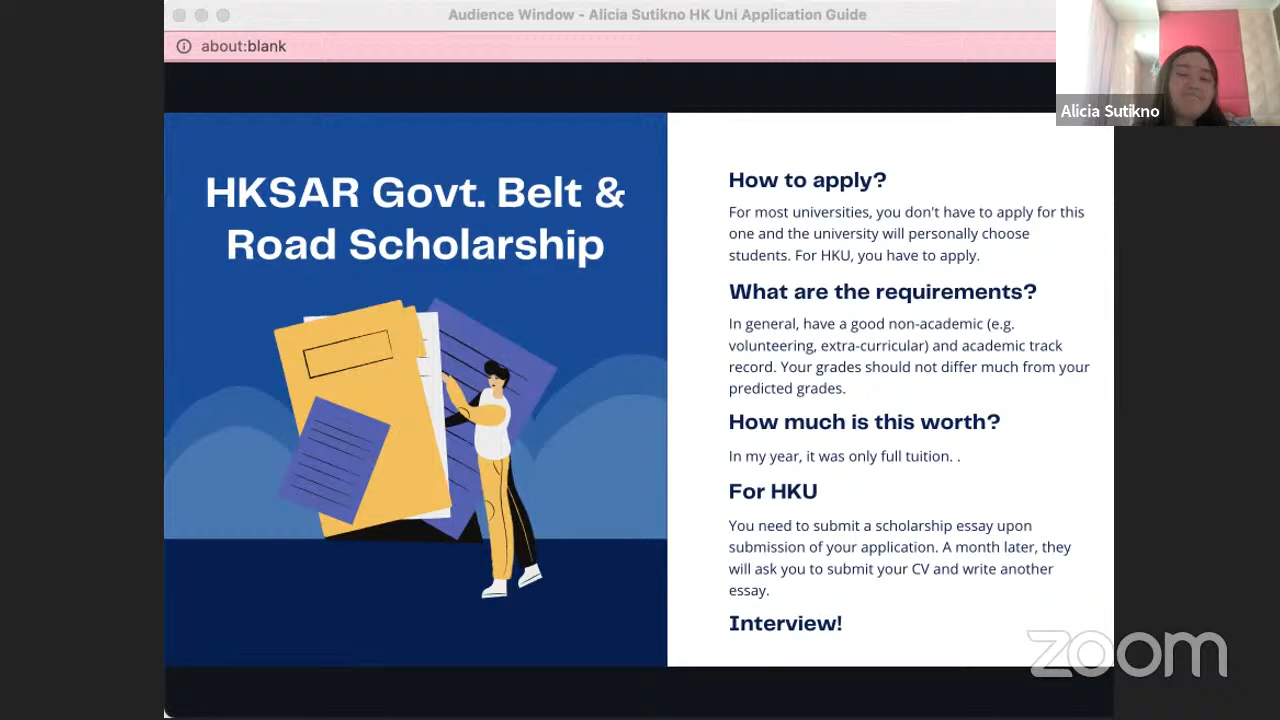 Audience Window - Alicia Sutikno HK Uni Application Guide
about:blank
Alicia Sutikno
HKSAR Govt. Belt &
Road Scholarship
How to apply?
For most universities, you don't have to apply for this
one and the university will personally choose
students. For HKU, you have to apply.
What are the requirements?
In general, have a good non-academic (e.g.
volunteering, extra-curricular) and academic track
record. Your grades should not differ much from your
predicted grades.
How much is this worth?
In my year, it was only full tuition. .
For HKU
You need to submit a scholarship essay upon
submission of your application. A month later, they
will ask you to submit your CV and write another
essay.
Interview!
zoom